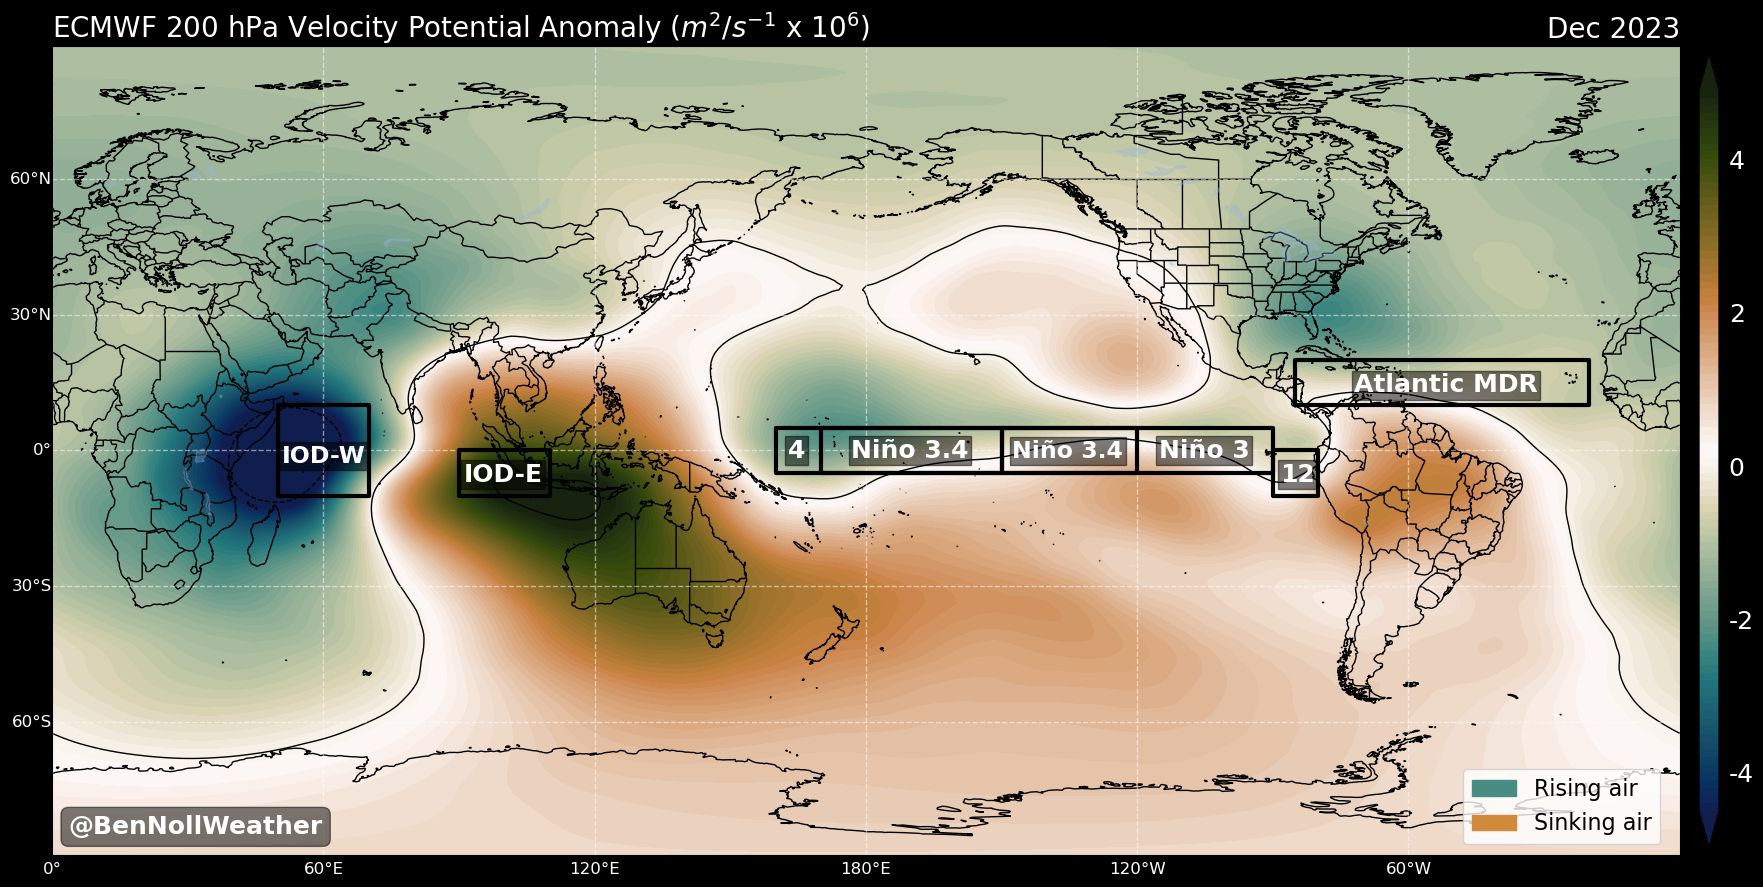 ECMWF 200 hPa Velocity Potential Anomaly (m²/s⁻¹ x 10⁶)
Dec 2023
60°N
30°N
0°
30°S
60°S
IOD-W
IOD-E
4
Niño 3.4
Niño 3.4
Niño 3
12
Atlantic MDR
4
2
0
-2
-4
Rising air
Sinking air
@BenNollWeather
0°
60°E
120°E
180°E
120°W
60°W